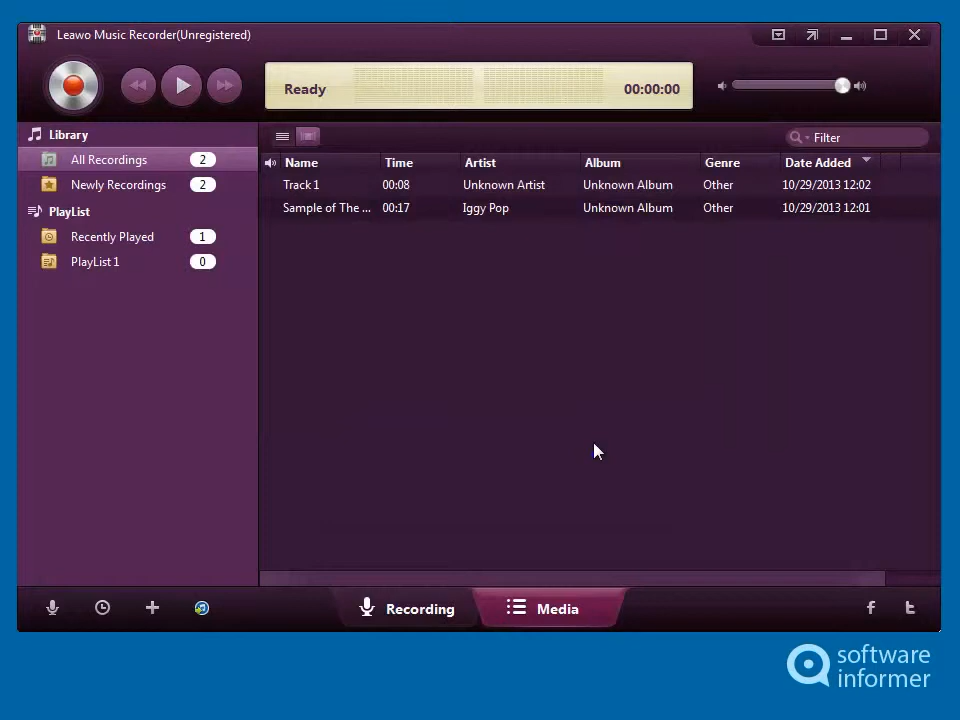 Leawo Music Recorder(Unregistered)
Ready 00:00:00
Library
All Recordings 2
Newly Recordings 2
PlayList
Recently Played 1
PlayList 1 0
Filter
Name Time Artist Album Genre Date Added
Track 1 00:08 Unknown Artist Unknown Album Other 10/29/2013 12:02
Sample of The ... 00:17 Iggy Pop Unknown Album Other 10/29/2013 12:01
Recording Media
software
informer